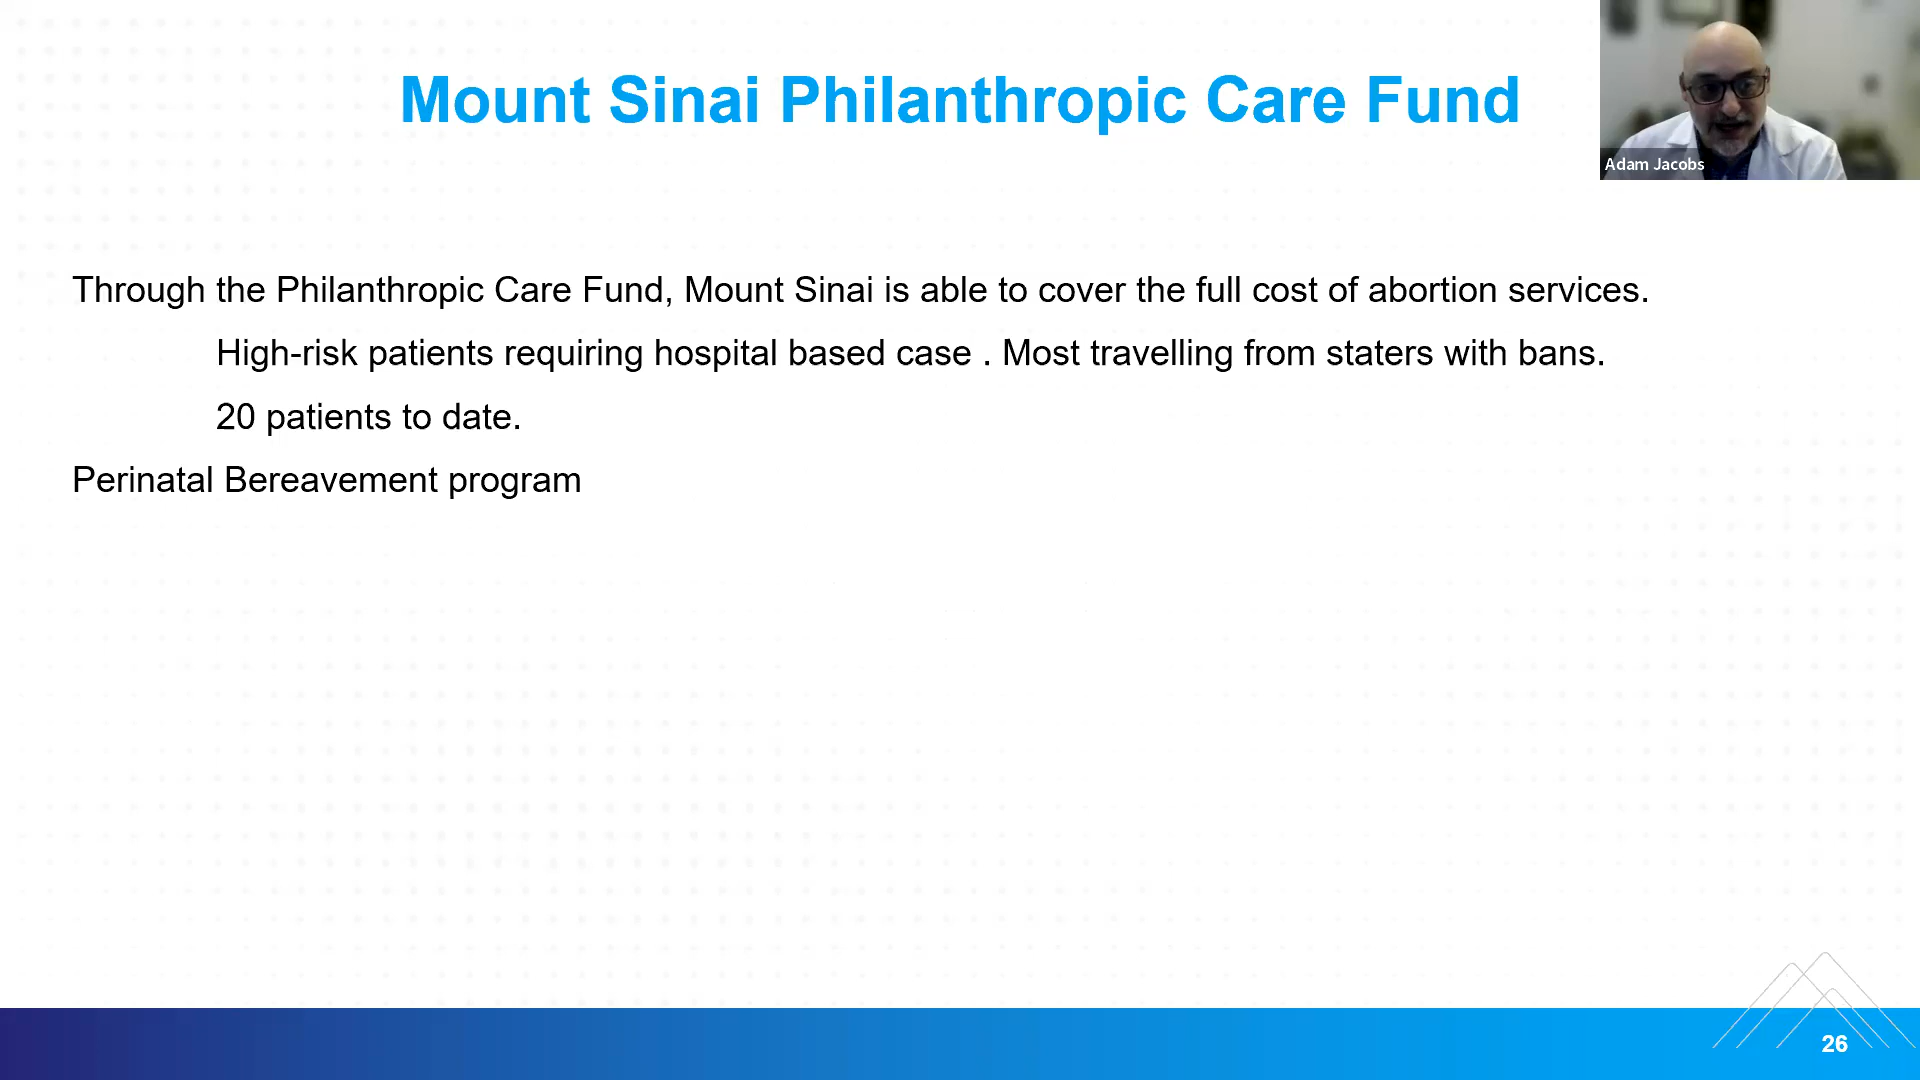 Mount Sinai Philanthropic Care Fund
Adam Jacobs
Through the Philanthropic Care Fund, Mount Sinai is able to cover the full cost of abortion services.
High-risk patients requiring hospital based case . Most travelling from staters with bans.
20 patients to date.
Perinatal Bereavement program
26